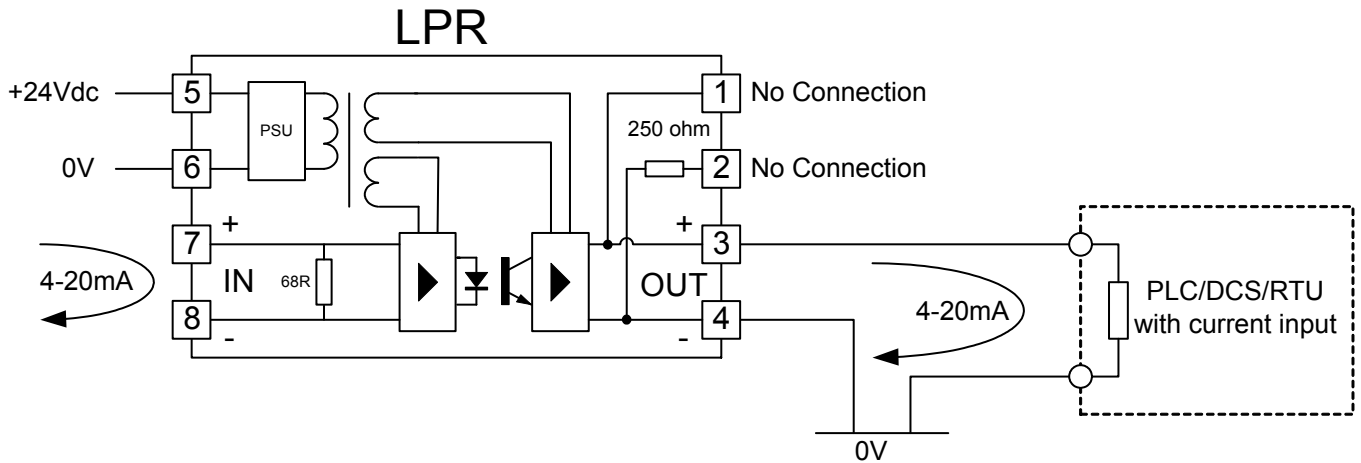 LPR
+24Vdc
5
PSU
1
No Connection
250 ohm
0V
6
2
No Connection
7
+
+
3
4-20mA
IN
68R
OUT
4-20mA
PLC/DCS/RTU
with current input
8
-
-
4
0V